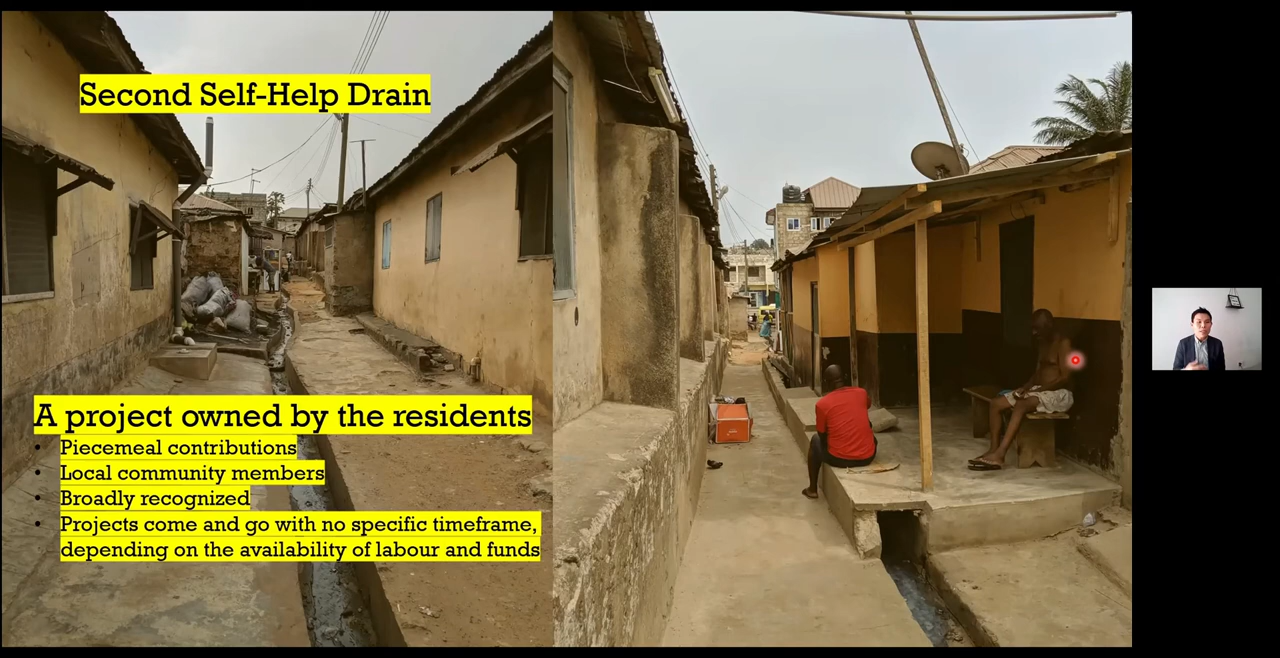 Second Self-Help Drain
A project owned by the residents
• Piecemeal contributions
• Local community members
• Broadly recognized
• Projects come and go with no specific timeframe,
depending on the availability of labour and funds